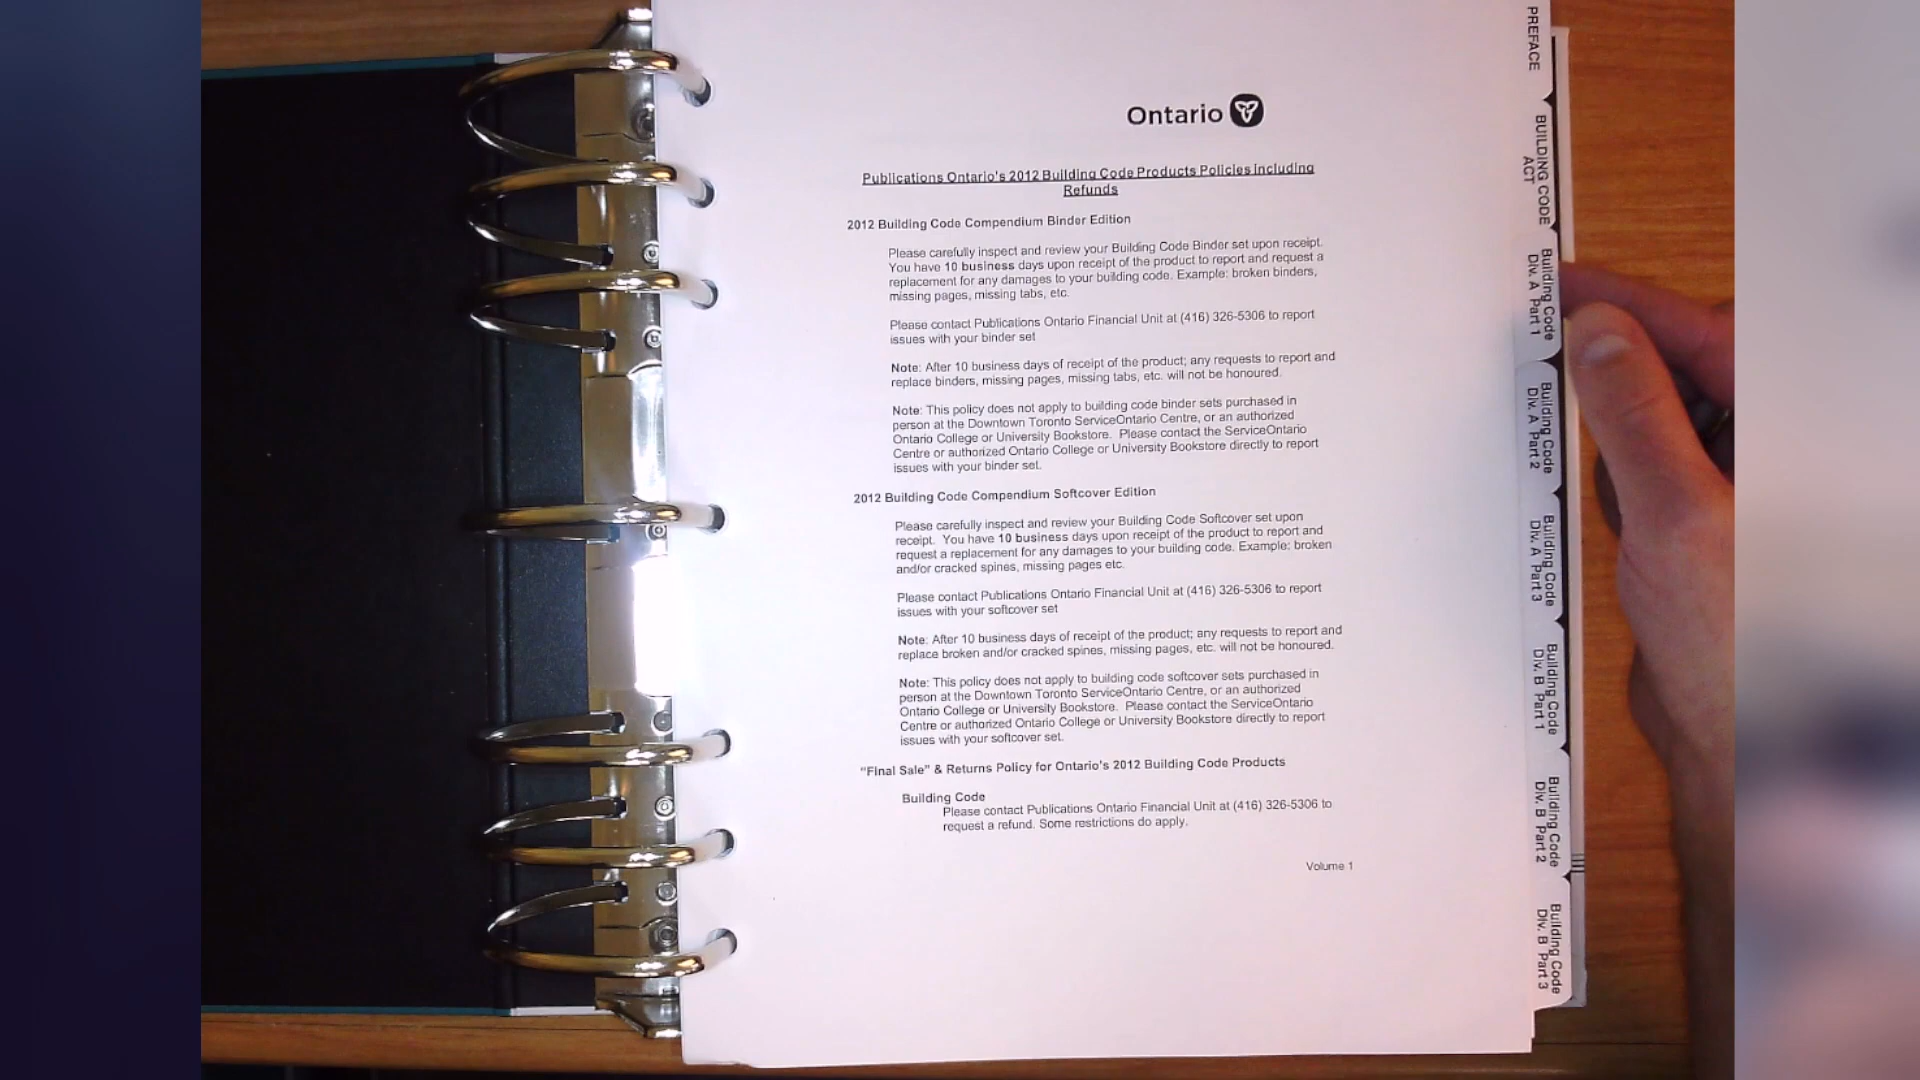 Ontario
Publications Ontario's 2012 Building Code Products Policies including
Refunds
2012 Building Code Compendium Binder Edition
Please carefully inspect and review your Building Code Binder set upon receipt.
You have 10 business days upon receipt of the product to report and request a
replacement for any damages to your building code. Example: broken binders,
missing pages, missing tabs, etc.
Please contact Publications Ontario Financial Unit at (416) 326-5306 to report
issues with your binder set
Note: After 10 business days of receipt of the product; any requests to report and
replace binders, missing pages, missing tabs, etc. will not be honoured.
Note: This policy does not apply to building code binder sets purchased in
person at the Downtown Toronto ServiceOntario Centre, or an authorized
Ontario College or University Bookstore. Please contact the ServiceOntario
Centre or authorized Ontario College or University Bookstore directly to report
issues with your binder set.
2012 Building Code Compendium Softcover Edition
Please carefully inspect and review your Building Code Softcover set upon
receipt. You have 10 business days upon receipt of the product to report and
request a replacement for any damages to your building code. Example: broken
and/or cracked spines, missing pages etc.
Please contact Publications Ontario Financial Unit at (416) 326-5306 to report
issues with your softcover set
Note: After 10 business days of receipt of the product; any requests to report and
replace broken and/or cracked spines, missing pages, etc. will not be honoured.
Note: This policy does not apply to building code softcover sets purchased in
person at the Downtown Toronto ServiceOntario Centre, or an authorized
Ontario College or University Bookstore. Please contact the ServiceOntario
Centre or authorized Ontario College or University Bookstore directly to report
issues with your softcover set.
"Final Sale" & Returns Policy for Ontario's 2012 Building Code Products
Building Code
Please contact Publications Ontario Financial Unit at (416) 326-5306 to
request a refund. Some restrictions do apply.
Volume 1
PREFACE
BUILDING CODE
ACT
Building Code
Div. A Part 1
Building Code
Div. A Part 2
Building Code
Div. A Part 3
Building Code
Div. B Part 1
Building Code
Div. B Part 2
Building Code
Div. B Part 3